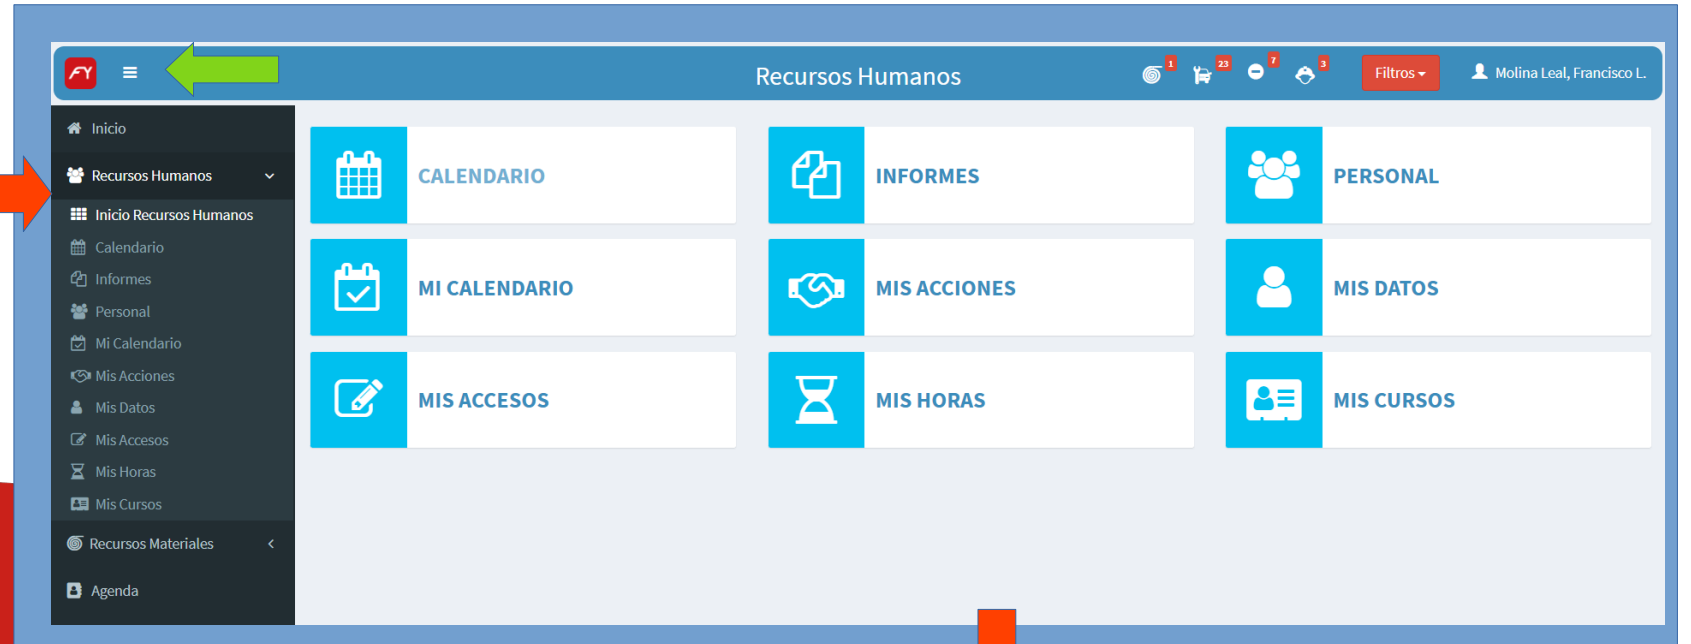 FY
Recursos Humanos
1
23
7
3
Filtros
Molina Leal, Francisco L.
Inicio
Recursos Humanos
Inicio Recursos Humanos
Calendario
Informes
Personal
Mi Calendario
Mis Acciones
Mis Datos
Mis Accesos
Mis Horas
Mis Cursos
Recursos Materiales
Agenda
CALENDARIO
INFORMES
PERSONAL
MI CALENDARIO
MIS ACCIONES
MIS DATOS
MIS ACCESOS
MIS HORAS
MIS CURSOS